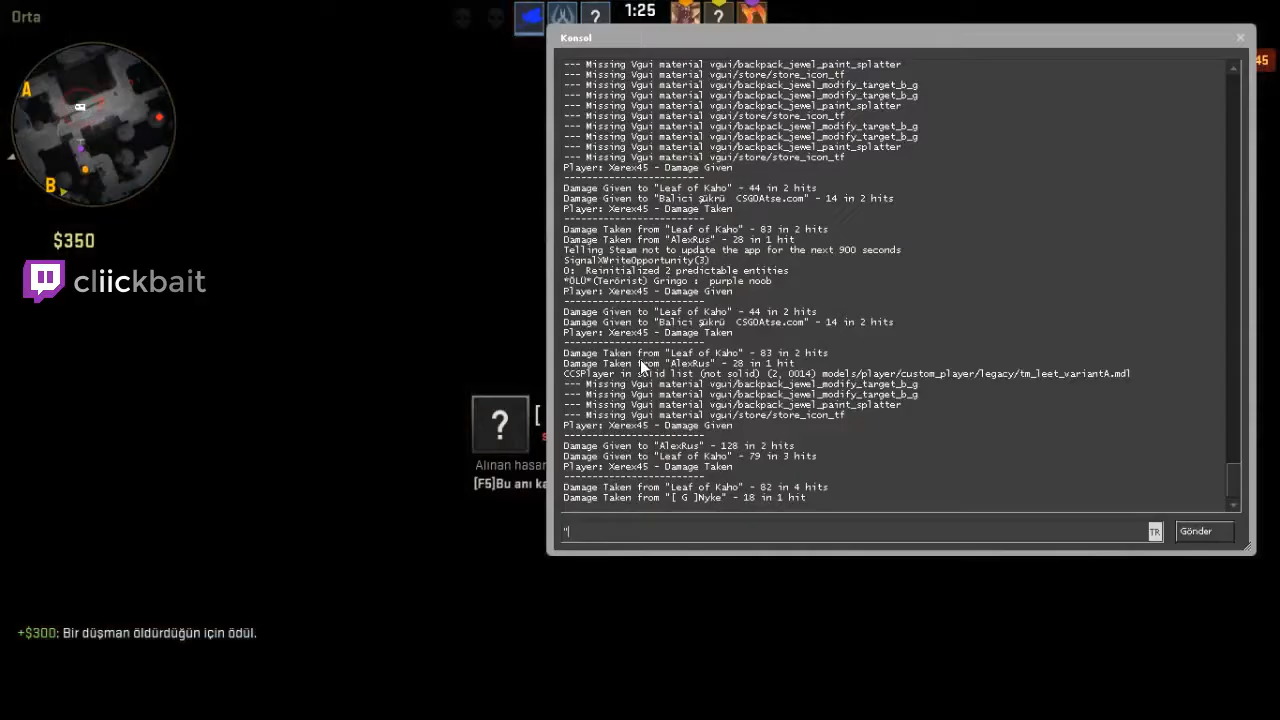 Orta
1:25
?
?
Konsol
45
A
B
$350
cliickbait
--- Missing Vgui material vgui/backpack_jewel_paint_splatter
--- Missing Vgui material vgui/store/store_icon_tf
--- Missing Vgui material vgui/backpack_jewel_modify_target_b_g
--- Missing Vgui material vgui/backpack_jewel_modify_target_b_g
--- Missing Vgui material vgui/backpack_jewel_paint_splatter
--- Missing Vgui material vgui/store/store_icon_tf
--- Missing Vgui material vgui/backpack_jewel_modify_target_b_g
--- Missing Vgui material vgui/backpack_jewel_modify_target_b_g
--- Missing Vgui material vgui/backpack_jewel_paint_splatter
--- Missing Vgui material vgui/store/store_icon_tf
Player: Xerex45 - Damage Given
-------------------------
Damage Given to "Leaf of Kaho" - 44 in 2 hits
Damage Given to "Balici şükrü  CSGOAtse.com" - 14 in 2 hits
Player: Xerex45 - Damage Taken
-------------------------
Damage Taken from "Leaf of Kaho" - 83 in 2 hits
Damage Taken from "AlexRus" - 28 in 1 hit
Telling Steam not to update the app for the next 900 seconds
SignalXWriteOpportunity(3)
0:  Reinitialized 2 predictable entities
*ÖLÜ*(Terörist) Gringo :  purple noob
Player: Xerex45 - Damage Given
-------------------------
Damage Given to "Leaf of Kaho" - 44 in 2 hits
Damage Given to "Balici şükrü  CSGOAtse.com" - 14 in 2 hits
Player: Xerex45 - Damage Taken
-------------------------
Damage Taken from "Leaf of Kaho" - 83 in 2 hits
Damage Taken from "AlexRus" - 28 in 1 hit
CCSPlayer in solid list (not solid) (2, 0014) models/player/custom_player/legacy/tm_leet_variantA.mdl
--- Missing Vgui material vgui/backpack_jewel_modify_target_b_g
--- Missing Vgui material vgui/backpack_jewel_modify_target_b_g
--- Missing Vgui material vgui/backpack_jewel_paint_splatter
--- Missing Vgui material vgui/store/store_icon_tf
Player: Xerex45 - Damage Given
-------------------------
Damage Given to "AlexRus" - 128 in 2 hits
Damage Given to "Leaf of Kaho" - 79 in 3 hits
Player: Xerex45 - Damage Taken
-------------------------
Damage Taken from "Leaf of Kaho" - 82 in 4 hits
Damage Taken from "[ G ]Nyke" - 18 in 1 hit
"
TR
Gönder
?
[
Alınan hasar
[F5]Bu anı ka
+$300: Bir düşman öldürdüğün için ödül.